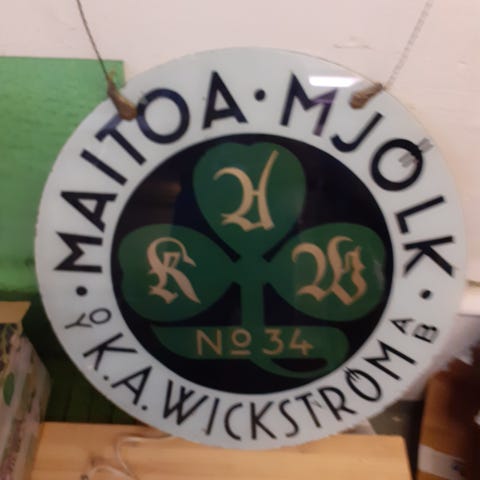 MAITOA · MJÖLK
K A W
No 34
OY K.A. WICKSTRÖM AB